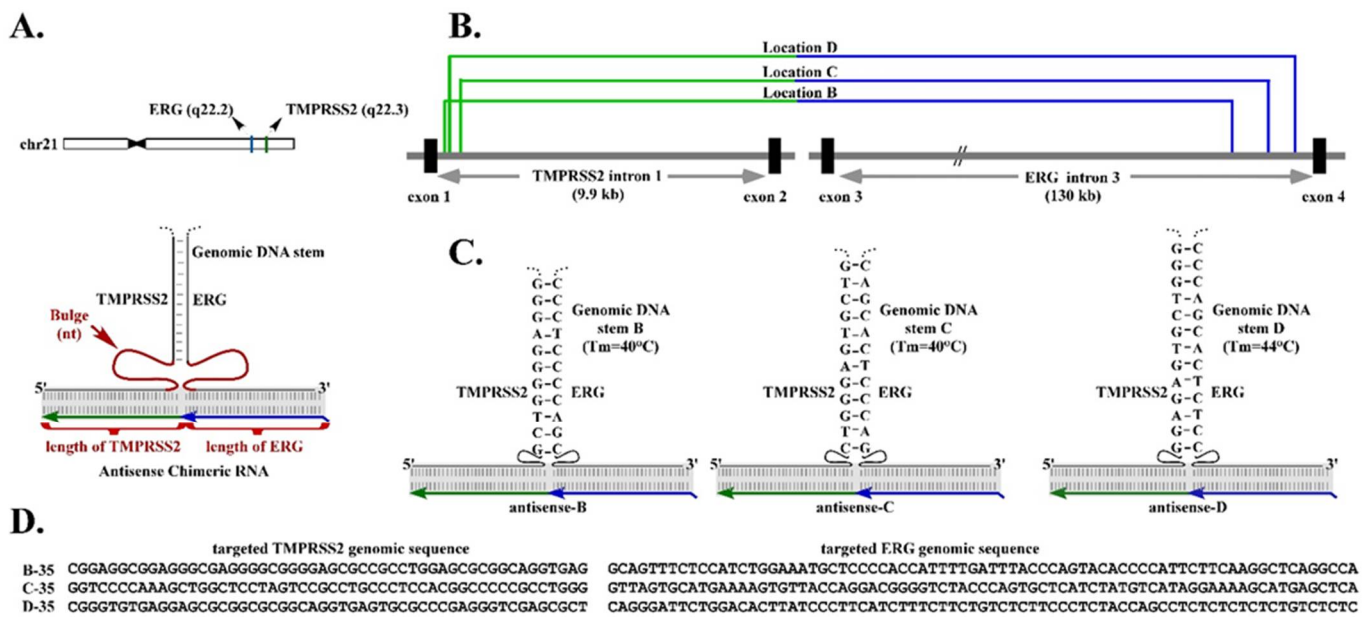 A.
ERG (q22.2) TMPRSS2 (q22.3)
chr21
Genomic DNA stem
TMPRSS2 ERG
Bulge
(nt)
5' 3'
length of TMPRSS2 length of ERG
Antisense Chimeric RNA
B.
Location D
Location C
Location B
//
TMPRSS2 intron 1
(9.9 kb)
ERG intron 3
(130 kb)
exon 1 exon 2 exon 3 exon 4
C.
G-C
G-C
G-C
A-T
G-C
G-C
G-C
G-C
T-A
C-G
G-C
Genomic DNA
stem B
(Tm=40°C)
TMPRSS2 ERG
5' 3'
antisense-B
G-C
T-A
C-G
G-C
T-A
G-C
A-T
G-C
G-C
G-C
T-A
C-G
Genomic DNA
stem C
(Tm=40°C)
TMPRSS2 ERG
5' 3'
antisense-C
G-C
G-C
G-C
T-A
C-G
G-C
T-A
G-C
A-T
G-C
A-T
G-C
G-C
Genomic DNA
stem D
(Tm=44°C)
TMPRSS2 ERG
5' 3'
antisense-D
D.
targeted TMPRSS2 genomic sequence targeted ERG genomic sequence
B-35 CGGAGGCGGAGGGCGAGGGGCGGGGAGCGCCGCCTGGAGCGCGGCAGGTGAG GCAGTTTCTCCATCTGGAAATGCTCCCCACCATTTTGATTTACCCAGTACACCCCATTCTTCAAGGCTCAGGCCA
C-35 GGTCCCCAAAGCTGGCTCCTAGTCCGCCTGCCCTCCACGGCCCCCGCCTGGG GTTAGTGCATGAAAAGTGTTACCAGGACGGGTCTACCCAGTGCTCATCTATGTCATAGGAAAAGCATGAGCTCA
D-35 CGGGTGTGAGGAGCGCGGCGCGGCAGGTGAGTGCGCCCGAGGGTCGAGCGCT CAGGGATTCTGGACACTTATCCCTTCATCTTTCTTCTGTCTCTTCCCTCTACCAGCCTCTCTCTCTCTGTCTCTC